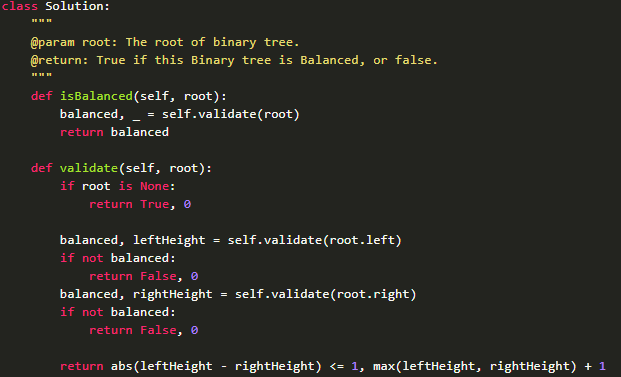 class Solution:
    """
    @param root: The root of binary tree.
    @return: True if this Binary tree is Balanced, or false.
    """
    def isBalanced(self, root):
        balanced, _ = self.validate(root)
        return balanced

    def validate(self, root):
        if root is None:
            return True, 0

        balanced, leftHeight = self.validate(root.left)
        if not balanced:
            return False, 0
        balanced, rightHeight = self.validate(root.right)
        if not balanced:
            return False, 0

        return abs(leftHeight - rightHeight) <= 1, max(leftHeight, rightHeight) + 1